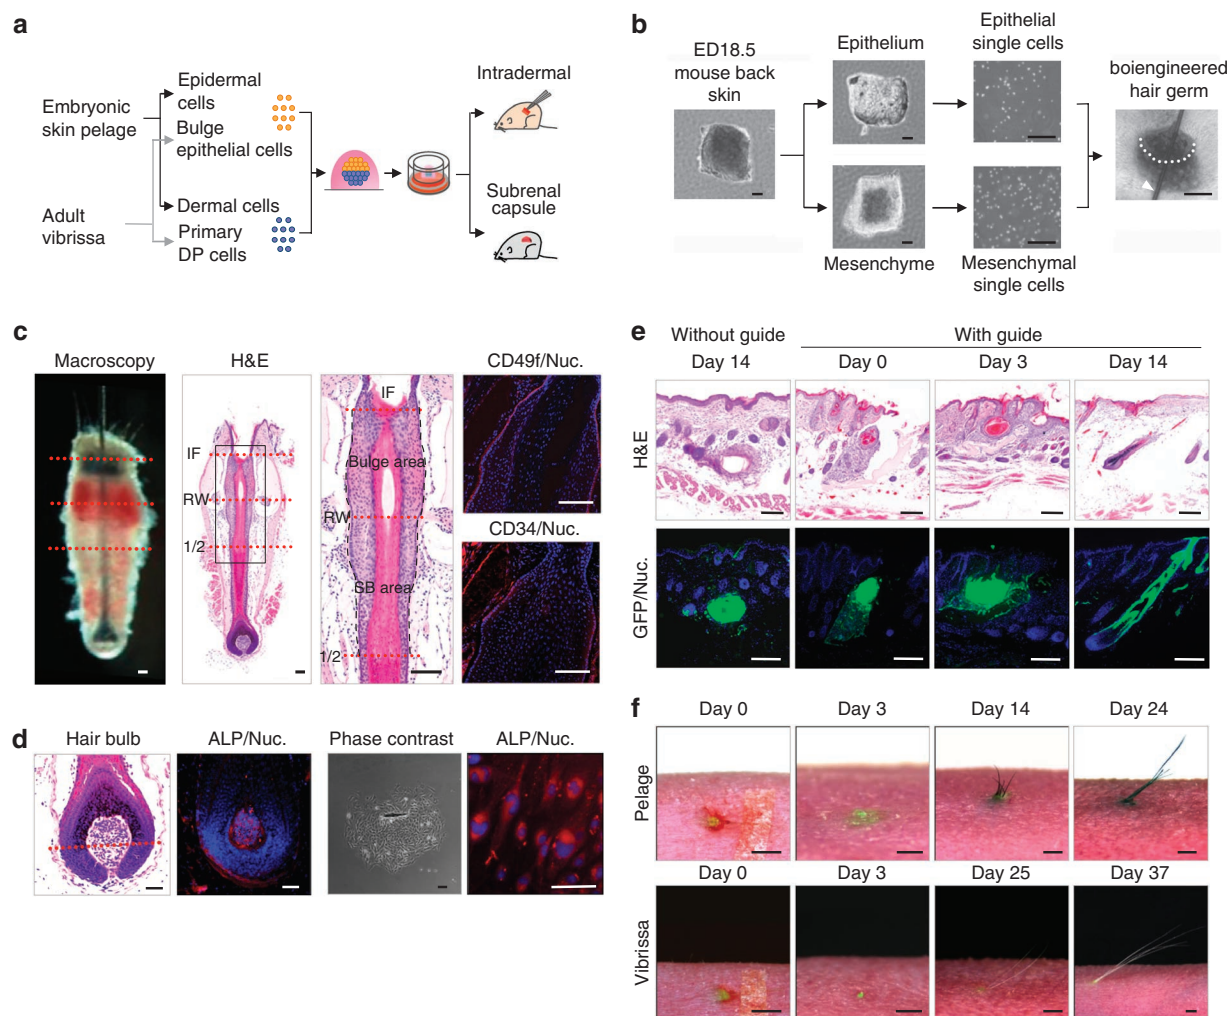 a
Embryonic
skin pelage
Adult
vibrissa
Epidermal
cells
Bulge
epithelial cells
Dermal cells
Primary
DP cells
Intradermal
Subrenal
capsule
b
ED18.5
mouse back
skin
Epithelium
Mesenchyme
Epithelial
single cells
Mesenchymal
single cells
boiengineered
hair germ
c
Macroscopy
H&E
CD49f/Nuc.
IF
RW
1/2
IF
Bulge area
RW
SB area
1/2
CD34/Nuc.
d
Hair bulb
ALP/Nuc.
Phase contrast
ALP/Nuc.
e
Without guide
With guide
Day 14
Day 0
Day 3
Day 14
H&E
GFP/Nuc.
f
Day 0
Day 3
Day 14
Day 24
Pelage
Day 0
Day 3
Day 25
Day 37
Vibrissa